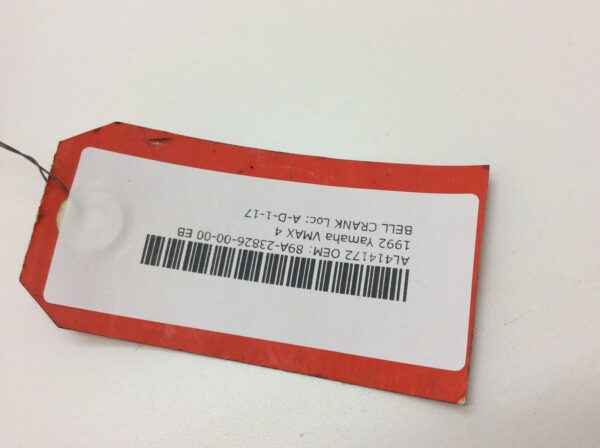 AL414172 OEM: 89A-23826-00-00 EB
1992 Yamaha VMAX 4
BELL CRANK Loc: A-D-1-17